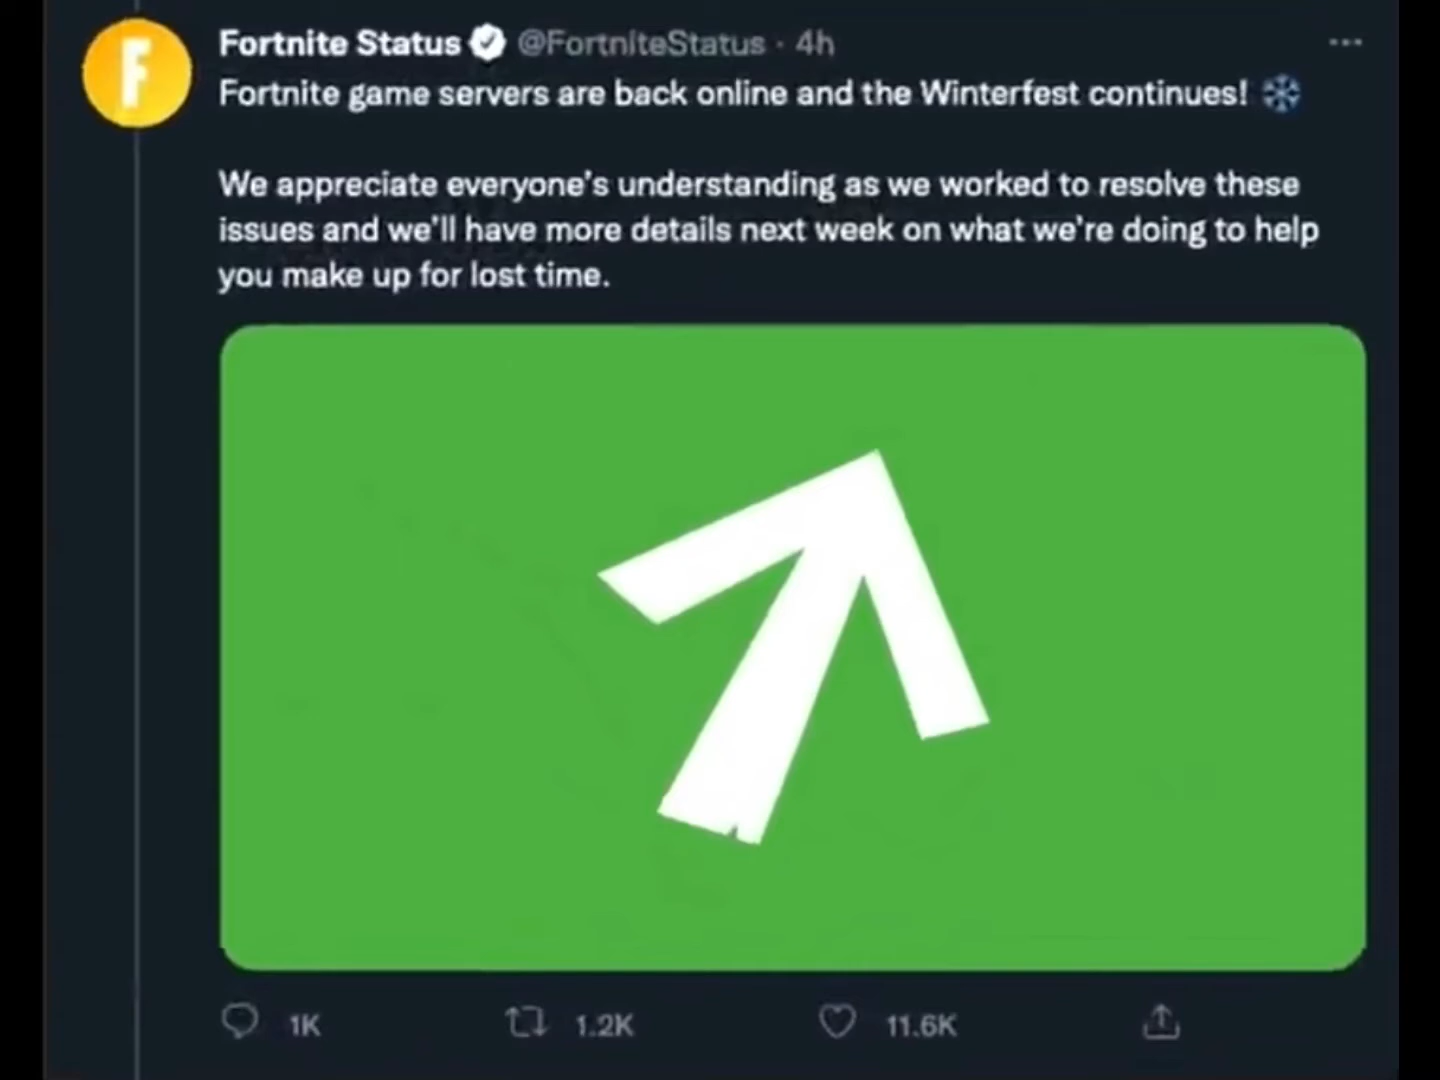 Fortnite Status @FortniteStatus · 4h
Fortnite game servers are back online and the Winterfest continues! ❄️
We appreciate everyone's understanding as we worked to resolve these
issues and we'll have more details next week on what we're doing to help
you make up for lost time.
1K 1.2K 11.6K